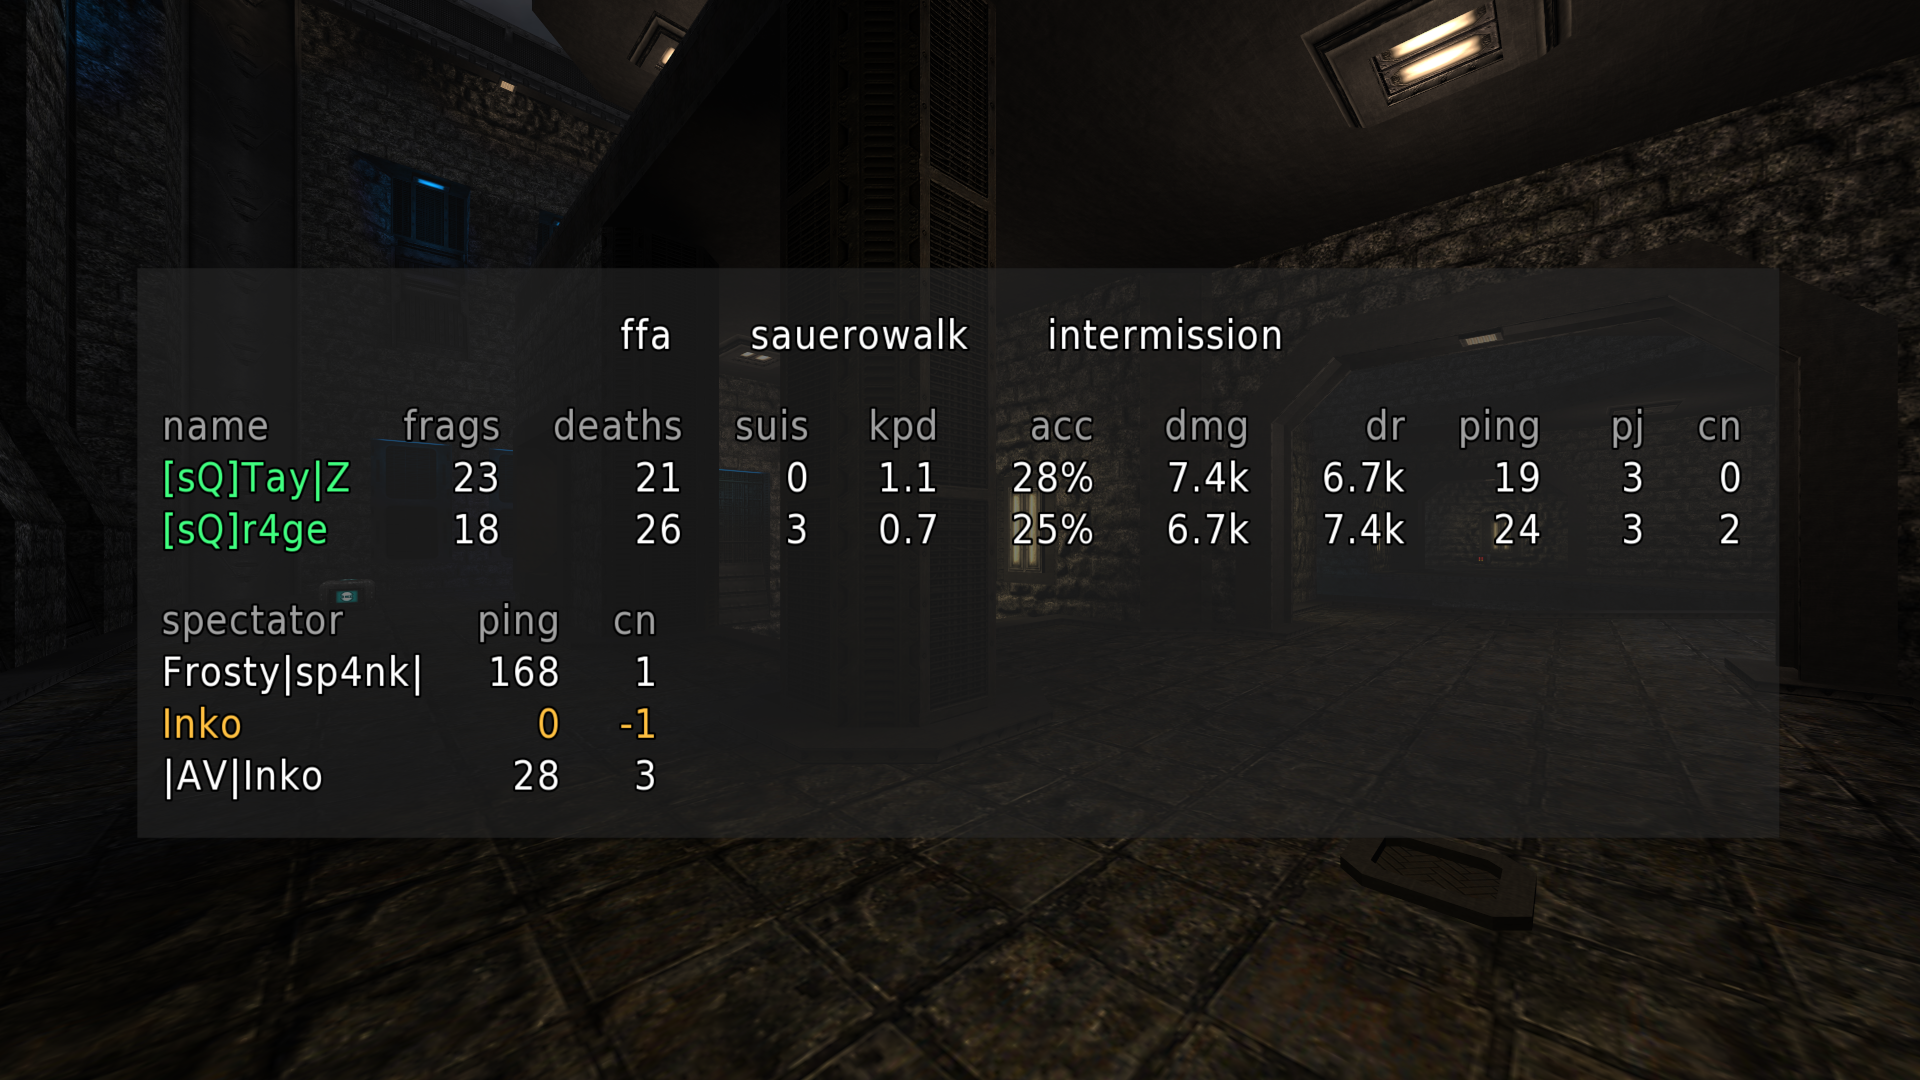 ffa sauerowalk intermission
name frags deaths suis kpd acc dmg dr ping pj cn
[sQ]Tay|Z 23 21 0 1.1 28% 7.4k 6.7k 19 3 0
[sQ]r4ge 18 26 3 0.7 25% 6.7k 7.4k 24 3 2
spectator ping cn
Frosty|sp4nk| 168 1
Inko 0 -1
|AV|Inko 28 3